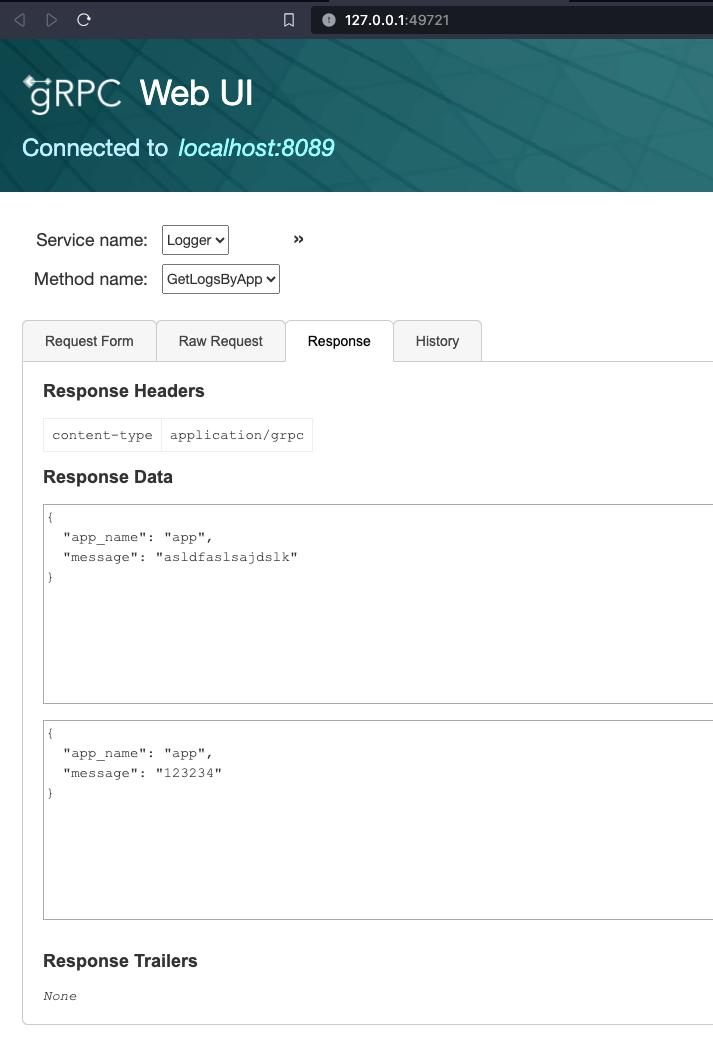 127.0.0.1:49721
gRPC Web UI
Connected to localhost:8089
Service name: Logger »
Method name: GetLogsByApp
Request Form Raw Request Response History
Response Headers
content-type application/grpc
Response Data
{
"app_name": "app",
"message": "asldfaslsajdslk"
}
{
"app_name": "app",
"message": "123234"
}
Response Trailers
None